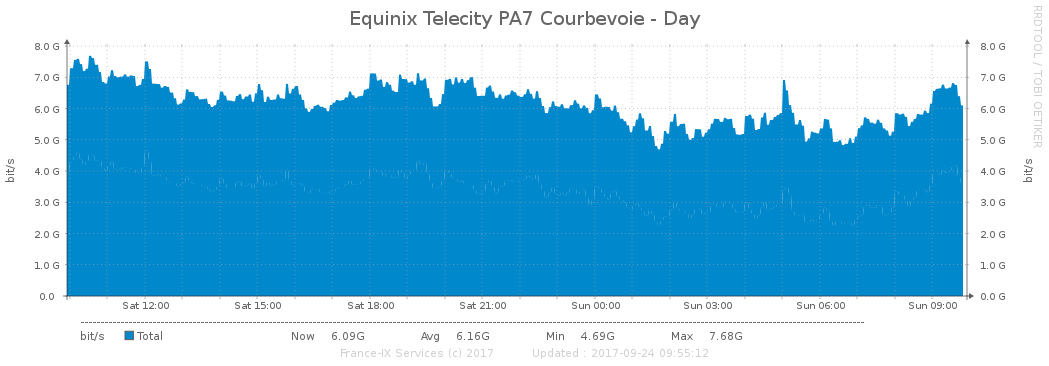 Equinix Telecity PA7 Courbevoie - Day
RRDTOOL / TOBI OETIKER
bit/s
8.0 G 8.0 G
7.0 G 7.0 G
6.0 G 6.0 G
5.0 G 5.0 G
4.0 G 4.0 G
3.0 G 3.0 G
2.0 G 2.0 G
1.0 G 1.0 G
0.0 0.0 G
bit/s
Sat 12:00 Sat 15:00 Sat 18:00 Sat 21:00 Sun 00:00 Sun 03:00 Sun 06:00 Sun 09:00
bit/s Total Now 6.09G Avg 6.16G Min 4.69G Max 7.68G
France-IX Services (c) 2017 Updated : 2017-09-24 09:55:12